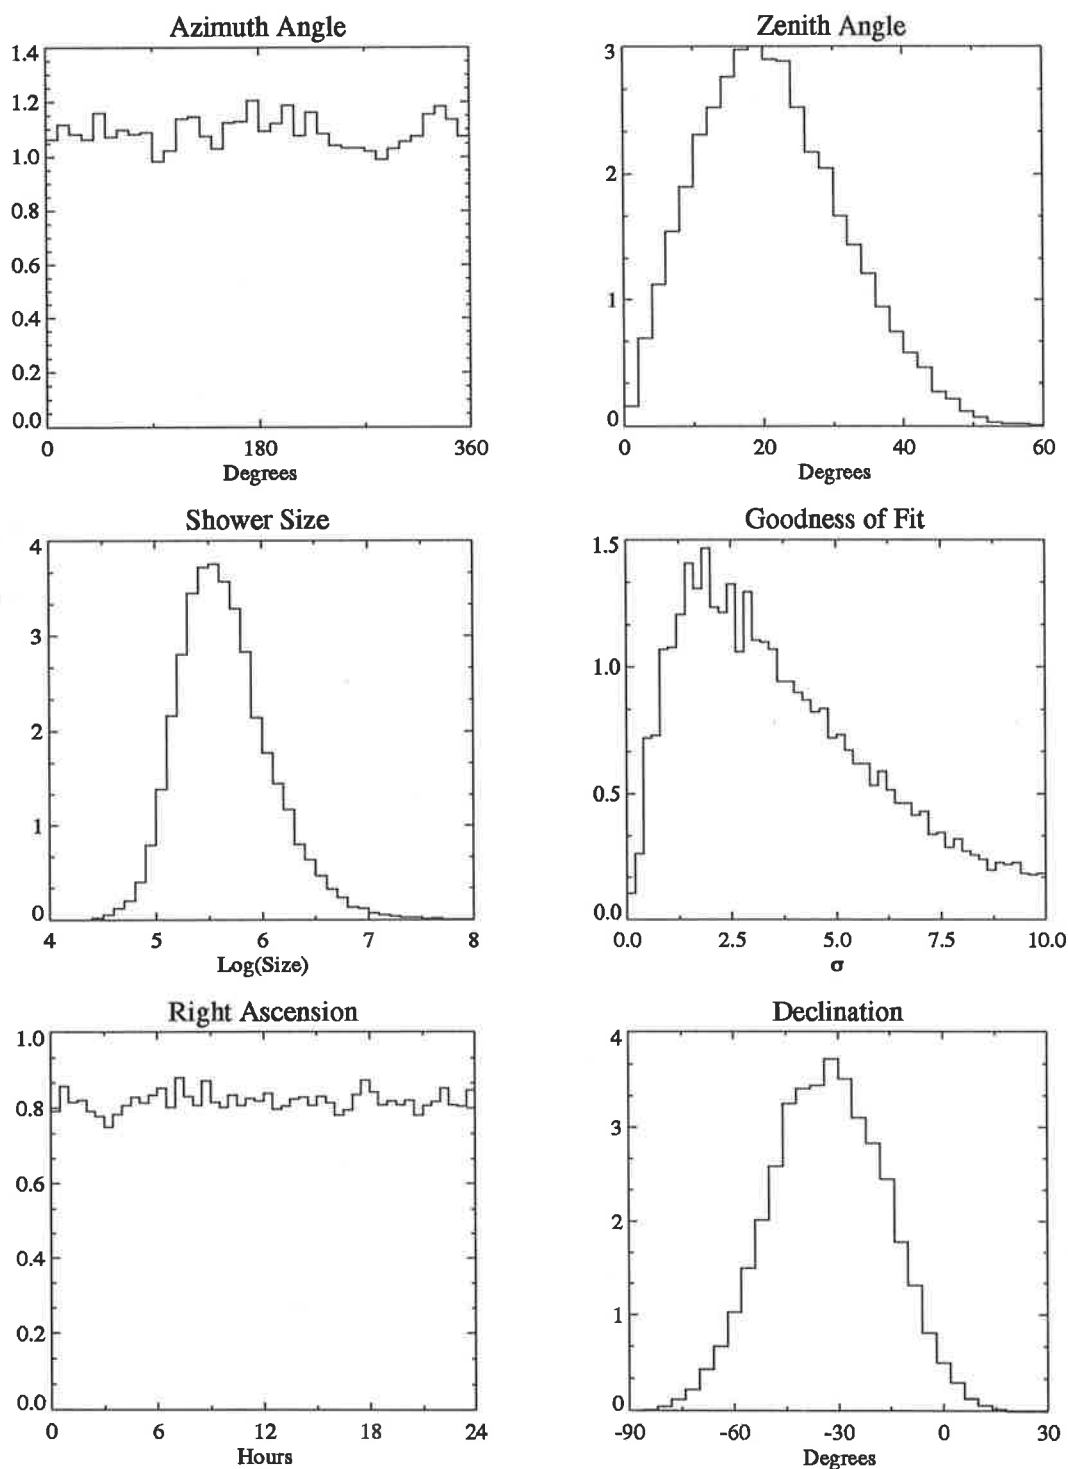 Azimuth Angle
1.4
1.2
1.0
0.8
0.6
0.4
0.2
0.0
0 180 360
Degrees
Zenith Angle
3
2
1
0
0 20 40 60
Degrees
Shower Size
4
3
2
1
0
4 5 6 7 8
Log(Size)
Goodness of Fit
1.5
1.0
0.5
0.0
0.0 2.5 5.0 7.5 10.0
σ
Right Ascension
1.0
0.8
0.6
0.4
0.2
0.0
0 6 12 18 24
Hours
Declination
4
3
2
1
0
-90 -60 -30 0 30
Degrees